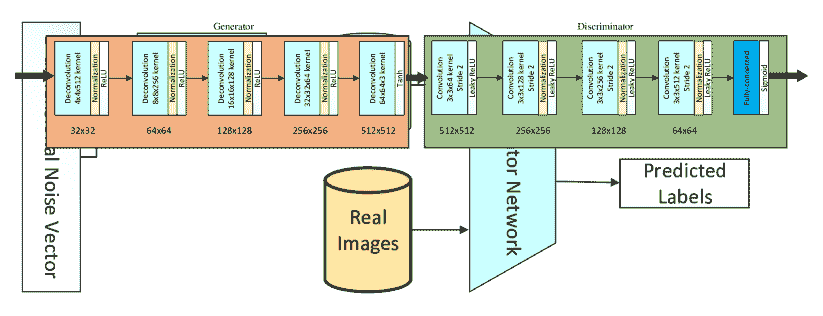 Generator
Discriminator
Deconvolution
4x4x512 kernel
Normalization
ReLU
Deconvolution
8x8x256 kernel
Normalization
ReLU
Deconvolution
16x16x128 kernel
Normalization
ReLU
Deconvolution
32x32x64 kernel
Normalization
ReLU
Deconvolution
64x64x3 kernel
Tanh
Convolution
3x3x64 kernel
Stride 2
Leaky ReLU
Convolution
3x3x128 kernel
Stride 2
Normalization
Leaky ReLU
Convolution
3x3x256 kernel
Stride 2
Normalization
Leaky ReLU
Convolution
3x3x512 kernel
Stride 2
Normalization
Leaky ReLU
Fully-connected
Sigmoid
32x32
64x64
128x128
256x256
512x512
512x512
256x256
128x128
64x64
al Noise Vector
Real
Images
tor Network
Predicted
Labels